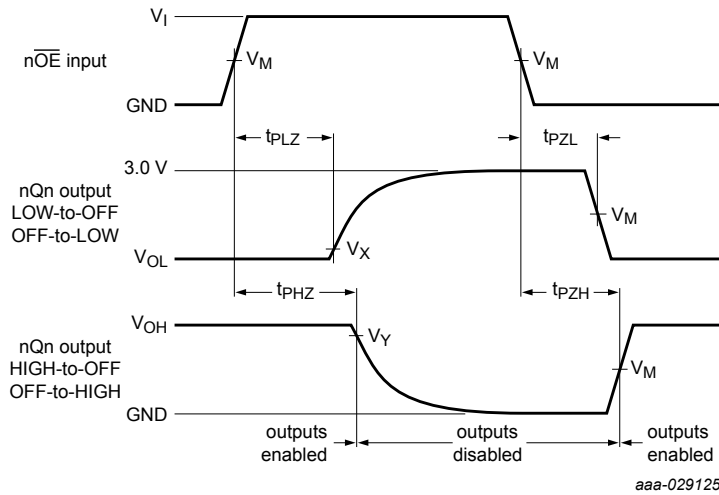 VI
nOE input
VM
VM
GND
tPLZ
tPZL
3.0 V
nQn output
LOW-to-OFF
OFF-to-LOW
VM
VX
VOL
tPHZ
tPZH
VOH
nQn output
HIGH-to-OFF
OFF-to-HIGH
VY
VM
GND
outputs
enabled
outputs
disabled
outputs
enabled
aaa-029125